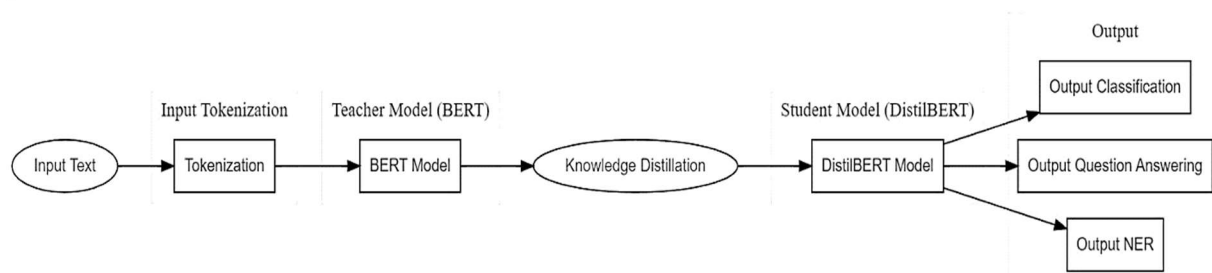 Output
Output Classification
Input Tokenization
Teacher Model (BERT)
Student Model (DistilBERT)
Input Text
Tokenization
BERT Model
Knowledge Distillation
DistilBERT Model
Output Question Answering
Output NER